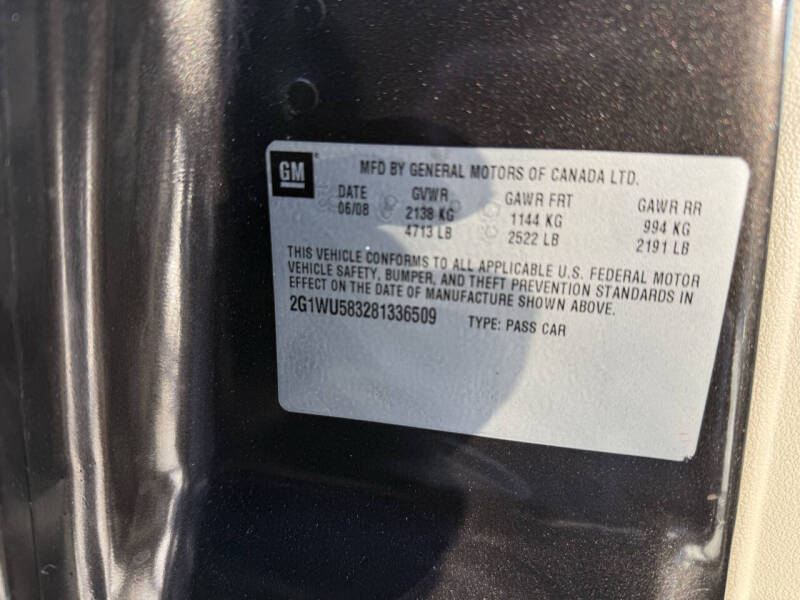 GM
MFD BY GENERAL MOTORS OF CANADA LTD.
DATE GVWR GAWR FRT GAWR RR
06/08 2138 KG 1144 KG 994 KG
4713 LB 2522 LB 2191 LB
THIS VEHICLE CONFORMS TO ALL APPLICABLE U.S. FEDERAL MOTOR
VEHICLE SAFETY, BUMPER, AND THEFT PREVENTION STANDARDS IN
EFFECT ON THE DATE OF MANUFACTURE SHOWN ABOVE.
2G1WU583281336509 TYPE: PASS CAR